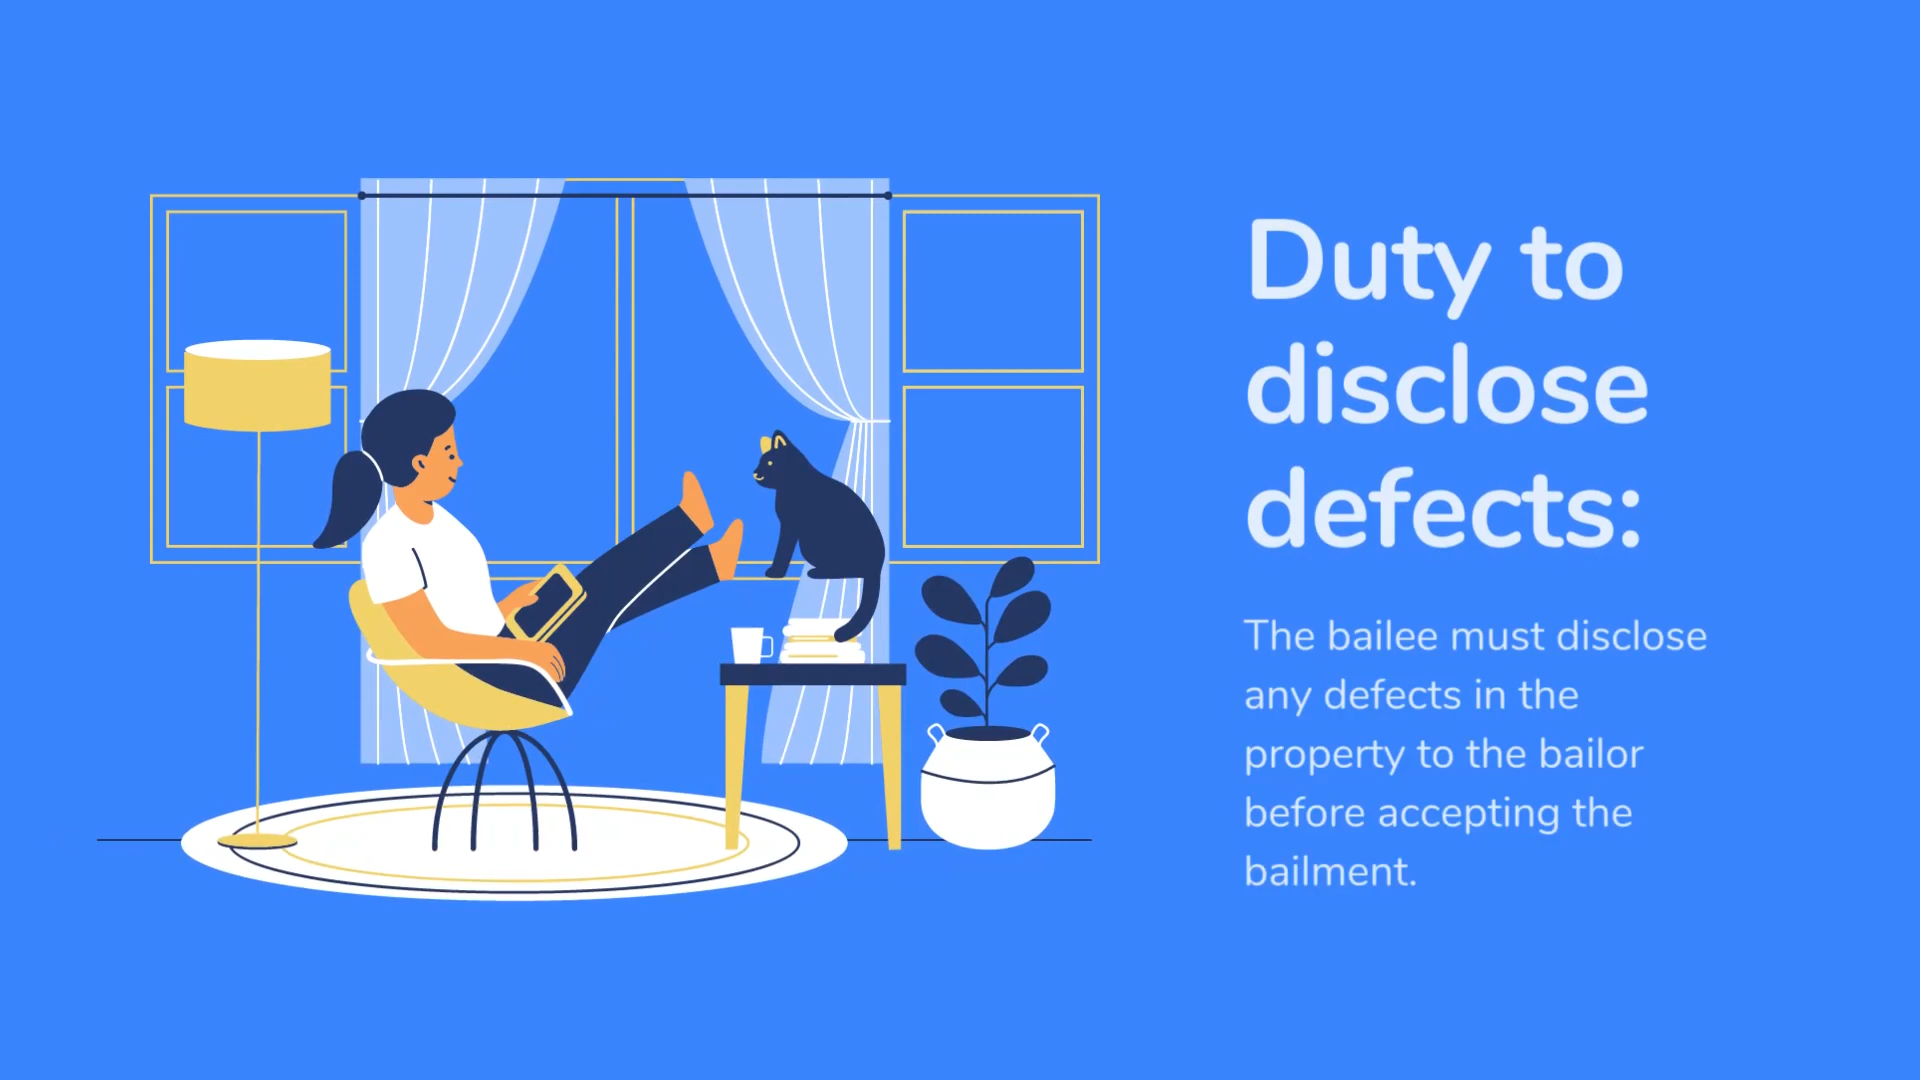 Duty to
disclose
defects:
The bailee must disclose
any defects in the
property to the bailor
before accepting the
bailment.